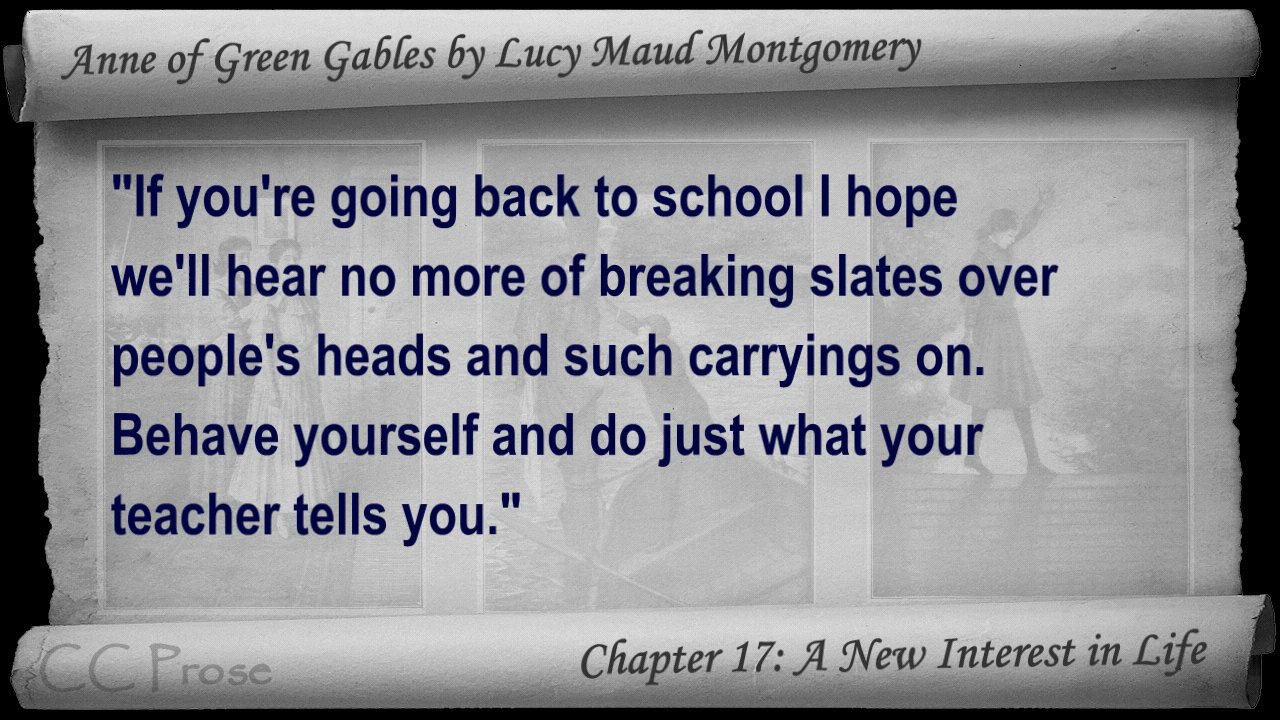 Anne of Green Gables by Lucy Maud Montgomery
"If you're going back to school I hope
we'll hear no more of breaking slates over
people's heads and such carryings on.
Behave yourself and do just what your
teacher tells you."
CC Prose
Chapter 17: A New Interest in Life